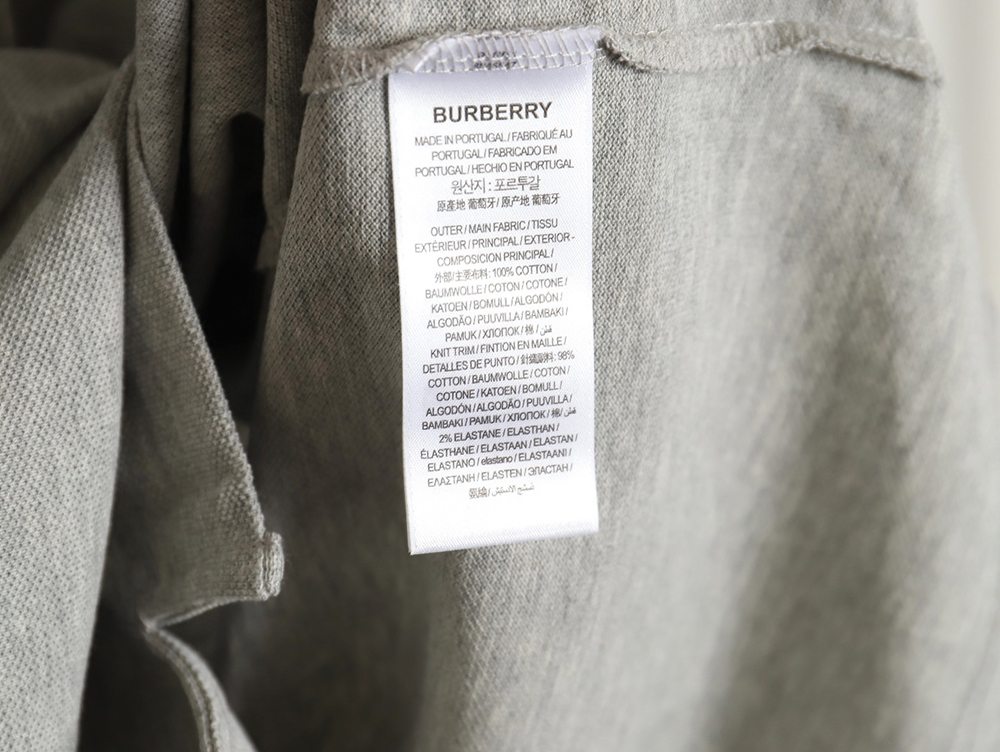 BURBERRY
MADE IN PORTUGAL / FABRIQUÉ AU
PORTUGAL / FABRICADO EM
PORTUGAL / HECHIO EN PORTUGAL
원산지 : 포르투갈
原產地 葡萄牙 / 原产地 葡萄牙
OUTER / MAIN FABRIC / TISSU
EXTÉRIEUR / PRINCIPAL / EXTERIOR -
COMPOSICION PRINCIPAL /
外部/主要布料: 100% COTTON /
BAUMWOLLE / COTON / COTONE /
KATOEN / BOMULL / ALGODÓN /
ALGODÃO / PUUVILLA / BAMBAKI /
PAMUK / ХЛОПОК / 棉 / قطن
KNIT TRIM / FINTION EN MAILLE /
DETALLES DE PUNTO / 針織副料: 98%
COTTON / BAUMWOLLE / COTON /
COTONE / KATOEN / BOMULL /
ALGODÓN / ALGODÃO / PUUVILLA /
BAMBAKI / PAMUK / ХЛОПОК / 棉 / قطن
2% ELASTANE / ELASTHAN /
ÉLASTHANE / ELASTAAN / ELASTAN /
ELASTANO / elastano / ELASTAANI /
ΕΛΑΣΤΑΝΗ / ELASTEN / ЭЛАСТАН /
氨綸 /